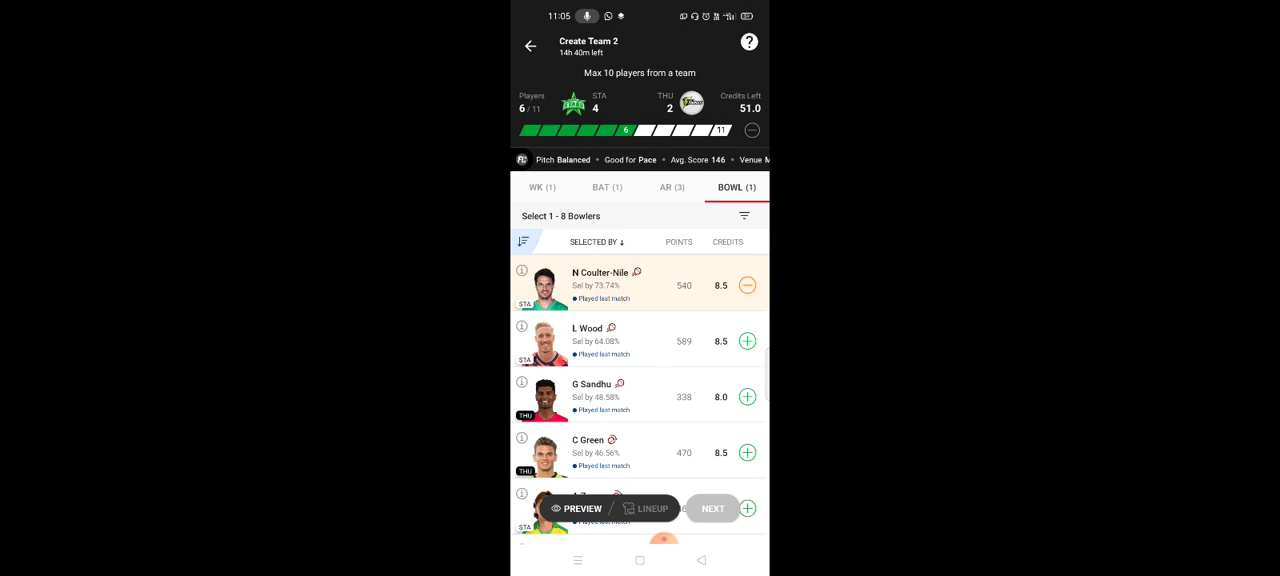 11:05
Create Team 2
14h 40m left
?
Max 10 players from a team
Players STA THU Credits Left
6 / 11 4 2 51.0
6 11
FC Pitch Balanced • Good for Pace • Avg. Score 146 • Venue M
WK (1) BAT (1) AR (3) BOWL (1)
Select 1 - 8 Bowlers
SELECTED BY ↓ POINTS CREDITS
N Coulter-Nile
Sel by 73.74% 540 8.5
STA Played last match
L Wood
Sel by 64.08% 589 8.5
STA Played last match
G Sandhu
Sel by 48.58% 338 8.0
THU Played last match
C Green
Sel by 46.56% 470 8.5
THU Played last match
PREVIEW / LINEUP NEXT
STA Played last match